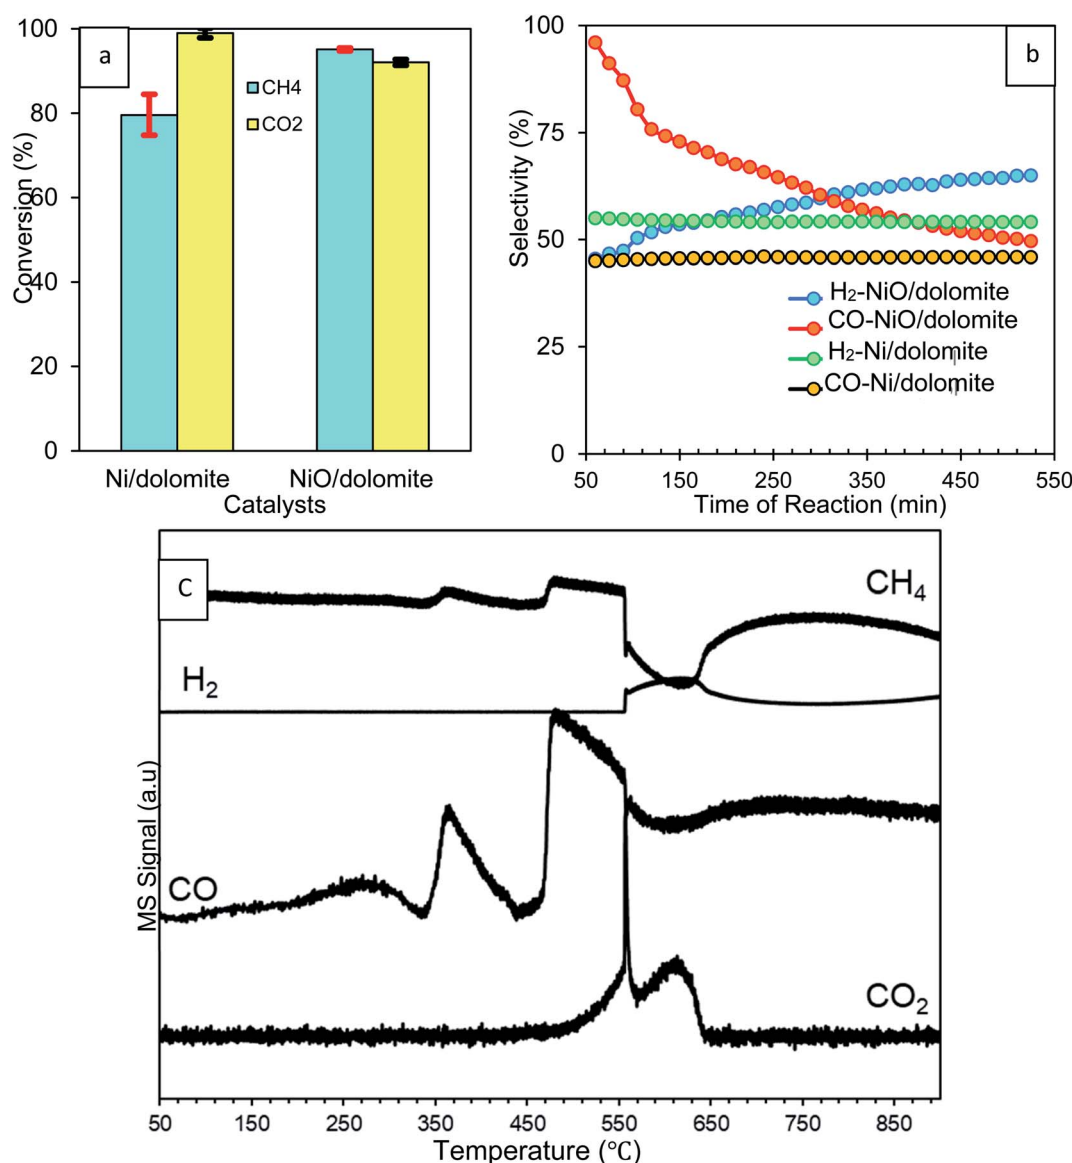 a
100
80
60
40
20
0
Conversion (%)
CH4
CO2
Ni/dolomite
NiO/dolomite
Catalysts
b
100
75
50
25
0
Selectivity (%)
H₂-NiO/dolomite
CO-NiO/dolomite
H₂-Ni/dolomite
CO-Ni/dolomite
50 150 250 350 450 550
Time of Reaction (min)
C
CH₄
H₂
MS Signal (a.u)
CO
CO₂
50 150 250 350 450 550 650 750 850
Temperature (℃)